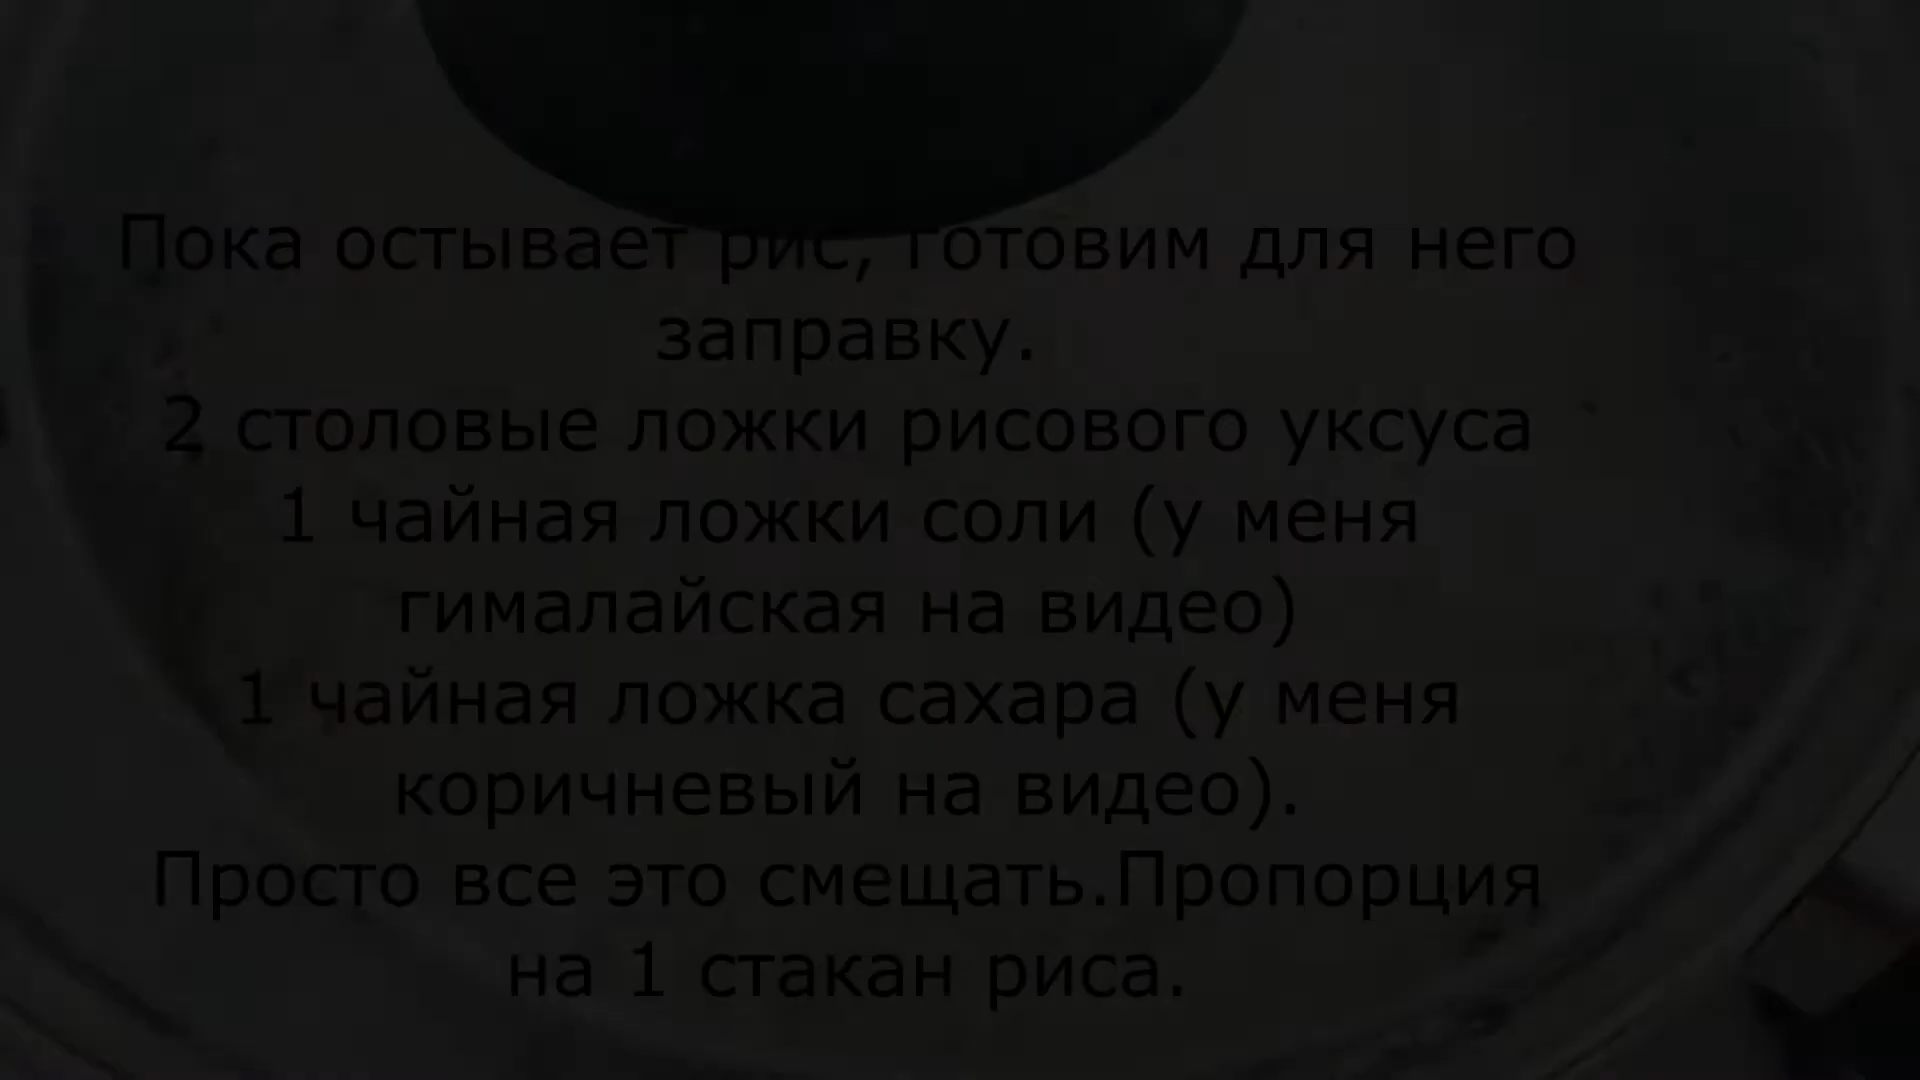 Пока остывает рис, готовим для него
заправку.
2 столовые ложки рисового уксуса
1 чайная ложки соли (у меня
гималайская на видео)
1 чайная ложка сахара (у меня
коричневый на видео).
Просто все это смещать.Пропорция
на 1 стакан риса.